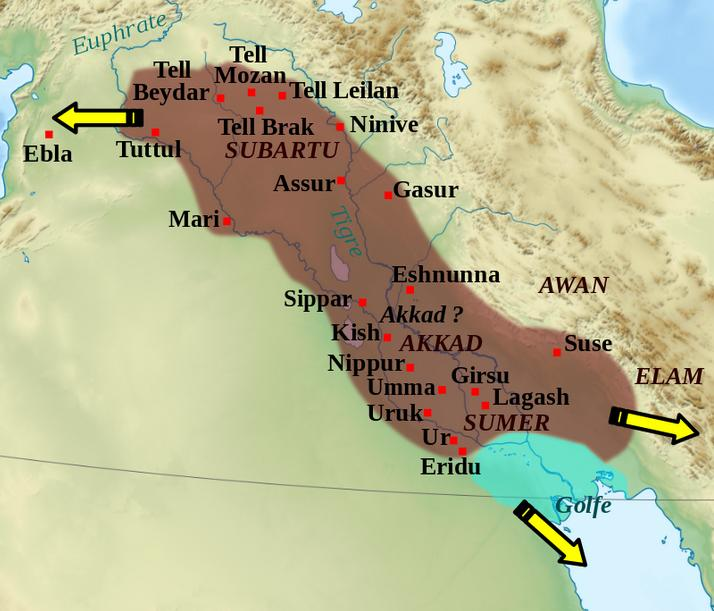 Euphrate
Tell
Mozan
Tell
Beydar
Tell Leilan
Tell Brak
Ninive
Ebla
Tuttul
SUBARTU
Assur
Gasur
Mari
Tigre
Eshnunna
AWAN
Sippar
Akkad ?
Kish
AKKAD
Suse
Nippur
Girsu
ELAM
Umma
Lagash
Uruk
SUMER
Ur
Eridu
Golfe